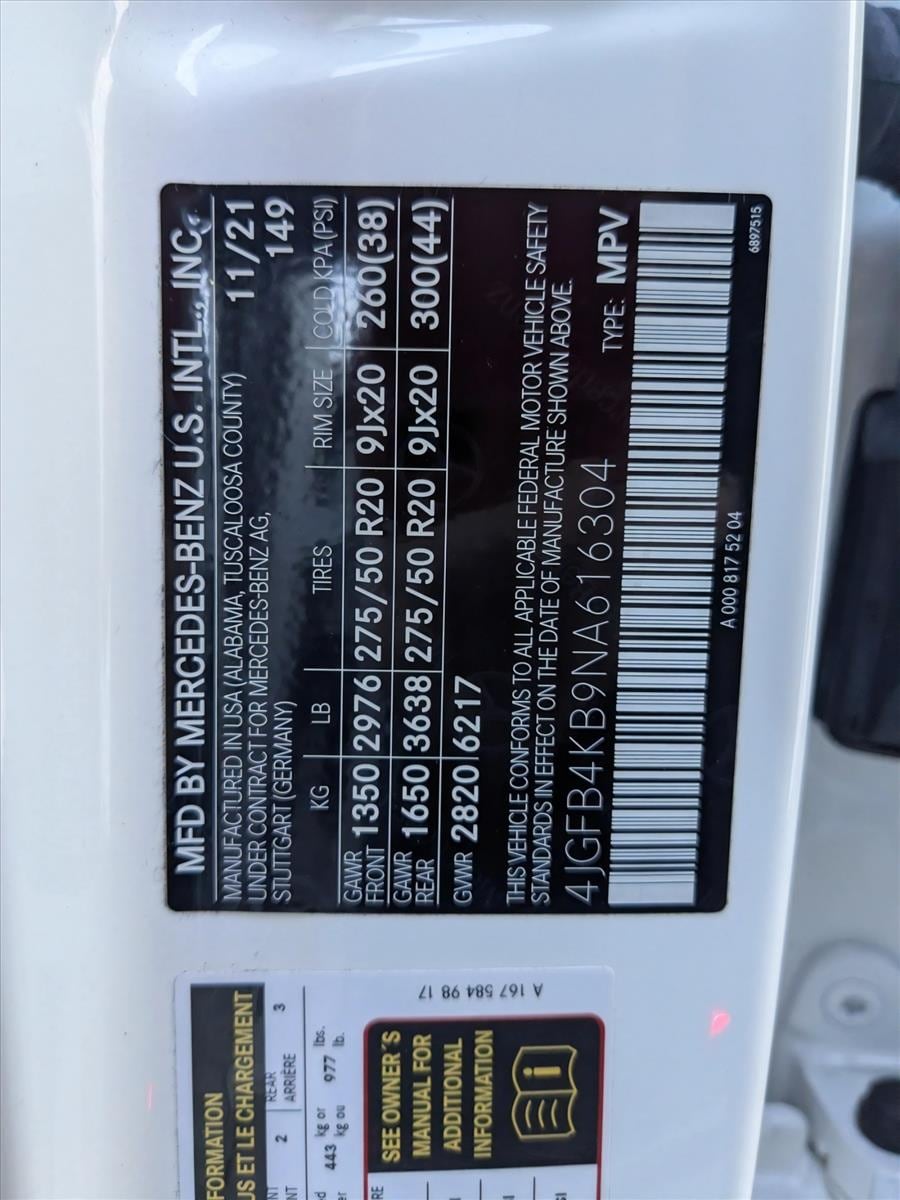 MFD BY MERCEDES-BENZ U.S. INTL., INC.
MANUFACTURED IN USA (ALABAMA, TUSCALOOSA COUNTY) 11/21
UNDER CONTRACT FOR MERCEDES-BENZ AG, 149
STUTTGART (GERMANY)
KG LB TIRES RIM SIZE COLD KPA(PSI)
GAWR FRONT 1350 2976 275/50 R20 9Jx20 260(38)
GAWR REAR 1650 3638 275/50 R20 9Jx20 300(44)
GVWR 2820 6217
THIS VEHICLE CONFORMS TO ALL APPLICABLE FEDERAL MOTOR VEHICLE SAFETY
STANDARDS IN EFFECT ON THE DATE OF MANUFACTURE SHOWN ABOVE.
4JGFB4KB9NA616304 TYPE: MPV
A 000 817 52 04
6897515
FORMATION
US ET LE CHARGEMENT
2 REAR 3
ARRIÈRE
443 kg or 977 lbs.
kg ou lb.
SEE OWNER'S
MANUAL FOR
ADDITIONAL
INFORMATION
A 167 584 98 17